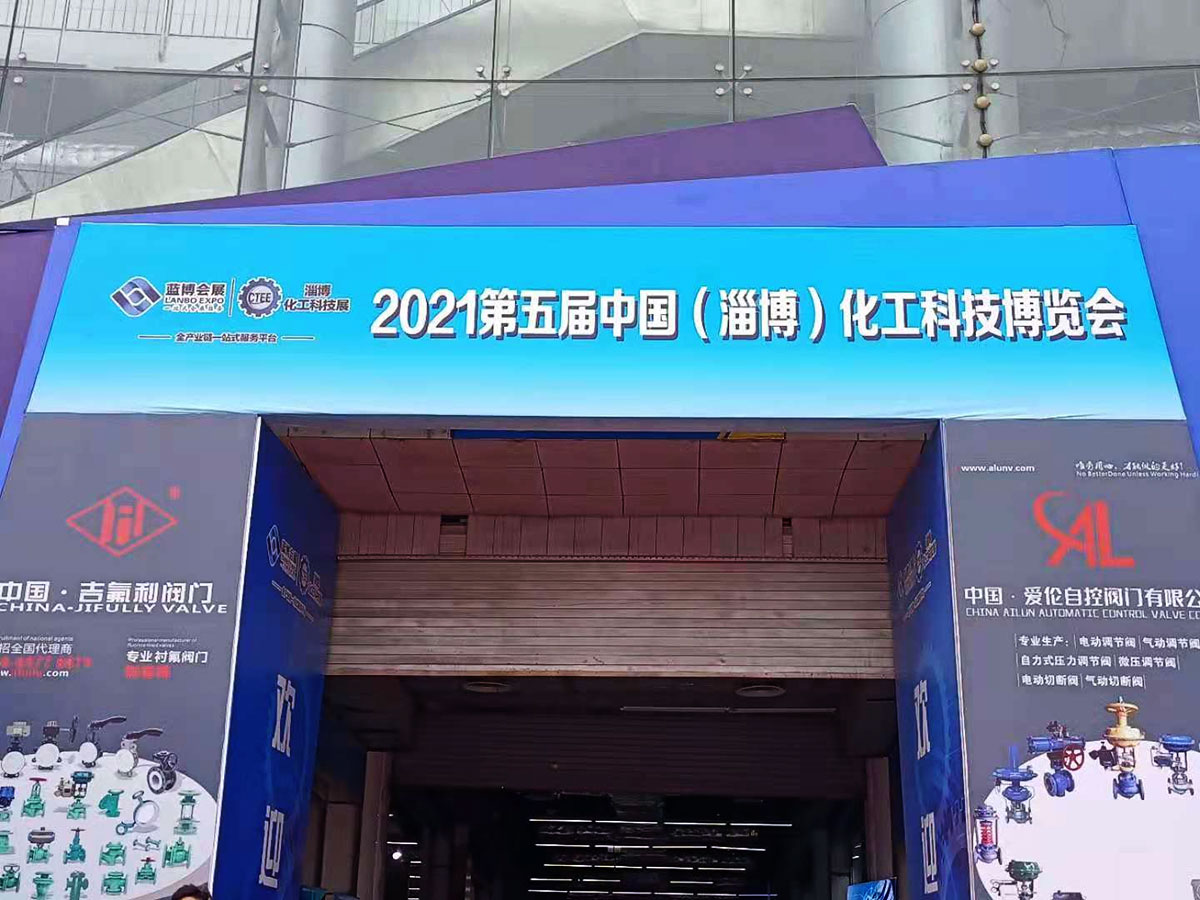 蓝博会展
LANBO EXPO
CTEE
淄博
化工科技展
全产业链一站式服务平台
2021第五届中国（淄博）化工科技博览会
中国·吉氟利阀门
CHINA-JIFULLY VALVE
招全国代理商
专业衬氟阀门
欢迎
www.alunv.com
No BetterDone Unless Working Hard
AL
中国·爱伦自控阀门有限公
CHINA AILUN AUTOMATIC CONTROL VALVE CO
专业生产：电动调节阀 气动调节阀
自力式压力调节阀 微压调节阀
电动切断阀 气动切断阀
欢迎